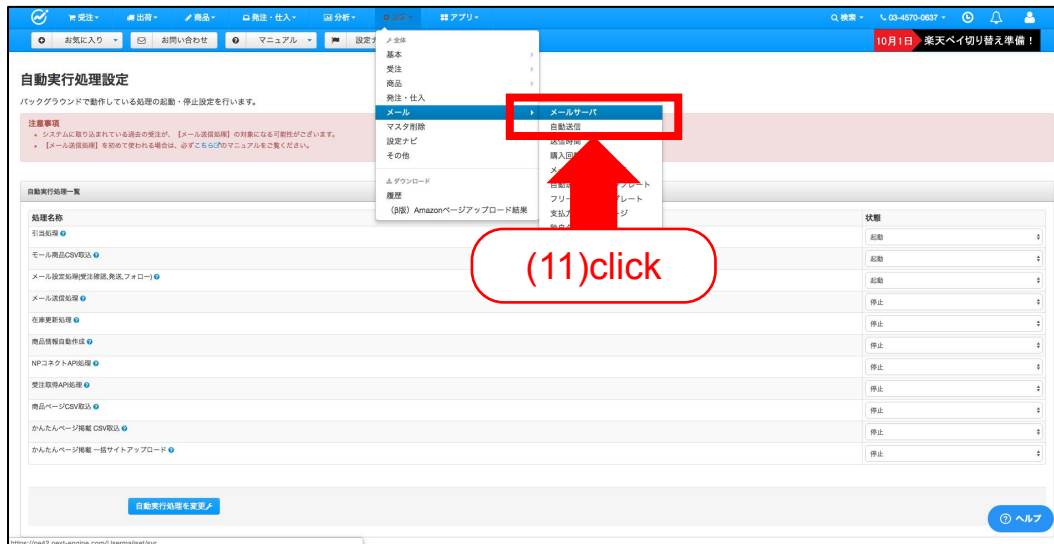 受注 出荷 商品 発注・仕入 分析 設定 アプリ 検索 03-4570-0637
お気に入り お問い合わせ マニュアル 設定ナ 10月1日 楽天ペイ切り替え準備！
全体
基本
受注
商品
発注・仕入
メール
マスタ削除
設定ナビ
その他
ダウンロード
履歴
（β版）Amazonページアップロード結果
メールサーバ
自動送信
送信時間
購入回
自動送 プレート
フリー プレート
支払 ージ
(11)click
自動実行処理設定
バックグラウンドで動作している処理の起動・停止設定を行います。
注意事項
システムに取り込まれている過去の受注が、【メール送信処理】の対象になる可能性がございます。
【メール送信処理】を初めて使われる場合は、必ずこちらのマニュアルをご覧ください。
自動実行処理一覧
処理名称 状態
引当処理 起動
モール商品CSV取込 起動
メール設定処理(受注確認,発送,フォロー) 起動
メール送信処理 停止
在庫更新処理 停止
商品情報自動作成 停止
NPコネクトAPI処理 停止
受注取得API処理 停止
商品ページCSV取込 停止
かんたんページ掲載 CSV取込 停止
かんたんページ掲載 一括サイトアップロード 停止
自動実行処理を変更
ヘルプ